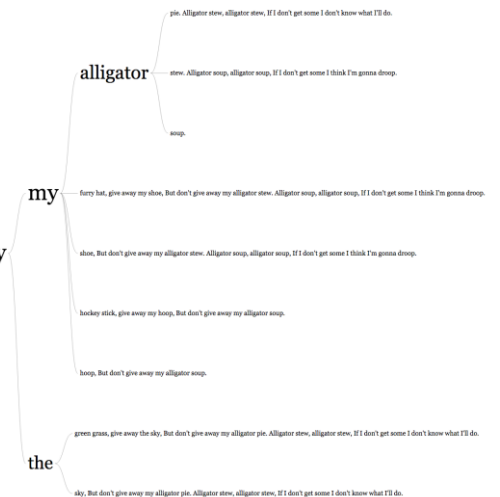 pie. Alligator stew, alligator stew, If I don't get some I don't know what I'll do.
alligator
stew. Alligator soup, alligator soup, If I don't get some I think I'm gonna droop.
soup.
my
furry hat, give away my shoe, But don't give away my alligator stew. Alligator soup, alligator soup, If I don't get some I think I'm gonna droop.
shoe, But don't give away my alligator stew. Alligator soup, alligator soup, If I don't get some I think I'm gonna droop.
hockey stick, give away my hoop, But don't give away my alligator soup.
hoop, But don't give away my alligator soup.
green grass, give away the sky, But don't give away my alligator pie. Alligator stew, alligator stew, If I don't get some I don't know what I'll do.
the
sky, But don't give away my alligator pie. Alligator stew, alligator stew, If I don't get some I don't know what I'll do.